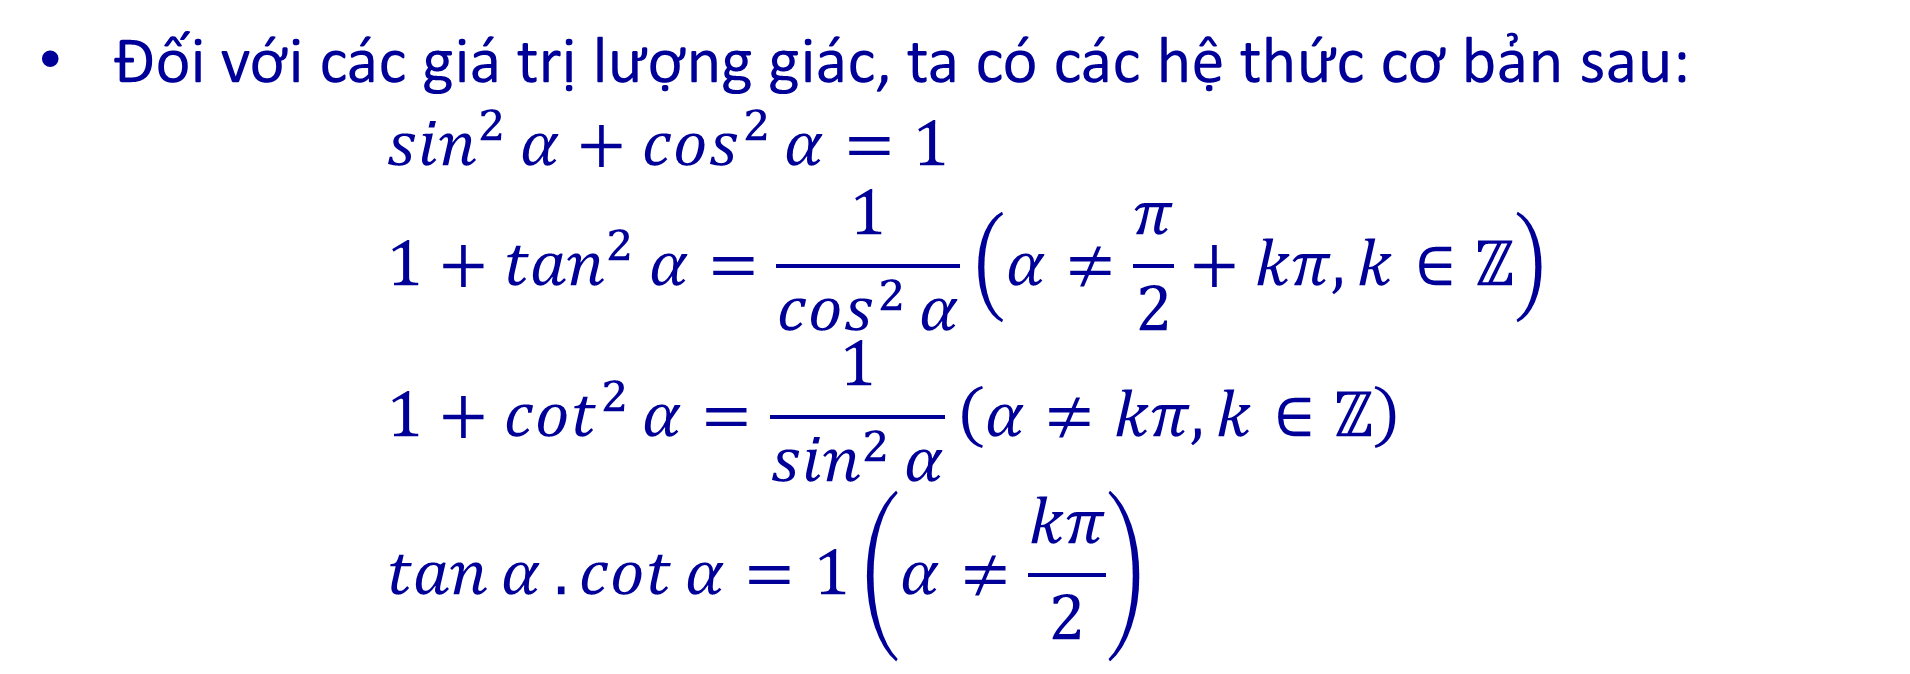 • Đối với các giá trị lượng giác, ta có các hệ thức cơ bản sau:
sin² α + cos² α = 1
1 + tan² α = 1/cos² α (α ≠ π/2 + kπ, k ∈ ℤ)
1 + cot² α = 1/sin² α (α ≠ kπ, k ∈ ℤ)
tan α . cot α = 1 (α ≠ kπ/2)